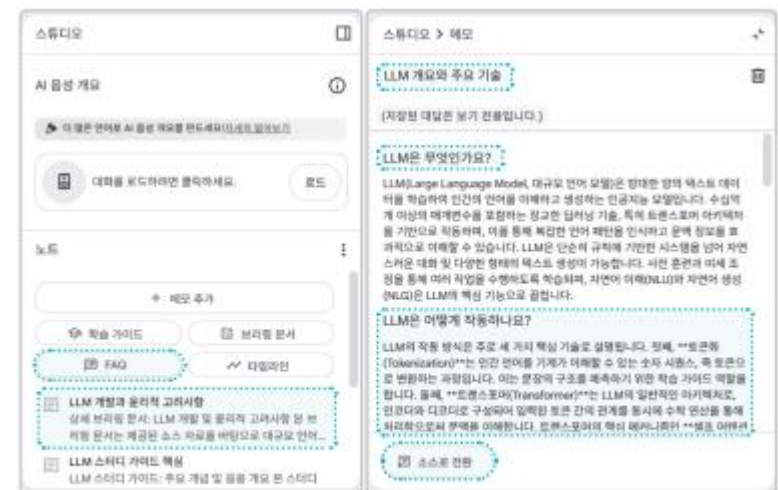 스튜디오
AI 음성 개요
더 많은 언어로 AI 음성 개요를 만드세요!자세히 알아보기
대화를 로드하려면 클릭하세요.
로드
노트
+ 메모 추가
학습 가이드
브리핑 문서
FAQ
타임라인
LLM 개발과 윤리적 고려사항
상세 브리핑 문서: LLM 개발 및 윤리적 고려사항 본 브
리핑 문서는 제공된 소스 자료를 바탕으로 대규모 언어...
LLM 스터디 가이드 핵심
LLM 스터디 가이드: 주요 개념 및 응용 개요 본 스터디
스튜디오 > 메모
LLM 개요와 주요 기술
(저장된 대답은 보기 전용입니다.)
LLM은 무엇인가요?
LLM(Large Language Model, 대규모 언어 모델)은 방대한 양의 텍스트 데이
터를 학습하여 인간의 언어를 이해하고 생성하는 인공지능 모델입니다. 수십억
개 이상의 매개변수를 포함하는 정교한 딥러닝 기술, 특히 트랜스포머 아키텍처
를 기반으로 작동하며, 이를 통해 복잡한 언어 패턴을 인식하고 문맥 정보를 효
과적으로 이해할 수 있습니다. LLM은 단순히 규칙에 기반한 시스템을 넘어 자연
스러운 대화 및 다양한 형태의 텍스트 생성이 가능합니다. 사전 훈련과 미세 조
정을 통해 여러 작업을 수행하도록 학습되며, 자연어 이해(NLU)와 자연어 생성
(NLG)은 LLM의 핵심 기능으로 꼽힙니다.
LLM은 어떻게 작동하나요?
LLM의 작동 방식은 주로 세 가지 핵심 기술로 설명됩니다. 첫째, **토큰화
(Tokenization)**는 인간 언어를 기계가 이해할 수 있는 숫자 시퀀스, 즉 토큰으
로 변환하는 과정입니다. 이는 문장의 구조를 예측하기 위한 학습 가이드 역할을
합니다. 둘째, **트랜스포머(Transformer)**는 LLM의 일반적인 아키텍처로,
인코더와 디코더로 구성되어 입력된 토큰 간의 관계를 동시에 수학 연산을 통해
처리함으로써 문맥을 이해합니다. 트랜스포머의 핵심 메커니즘인 **셀프 어텐션
소스로 전환